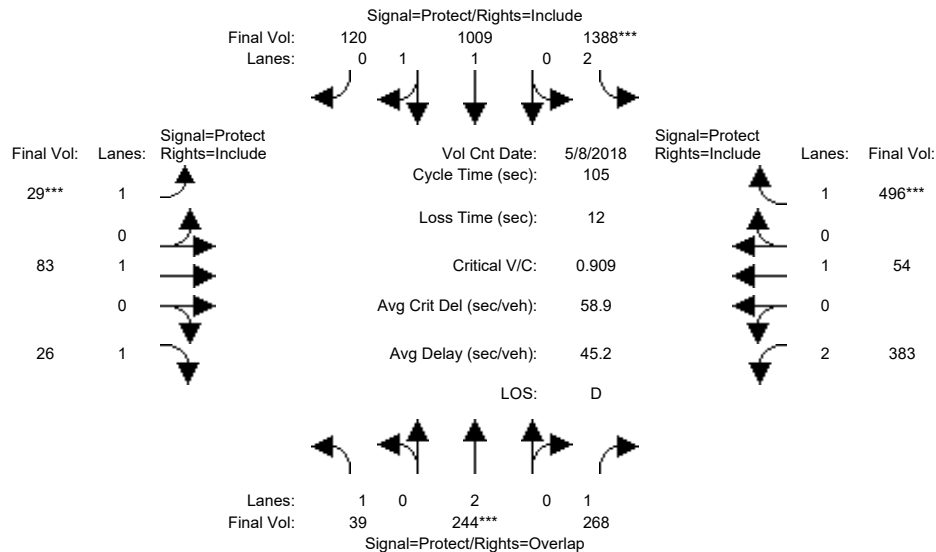 Signal=Protect/Rights=Include
Final Vol: 120 1009 1388***
Lanes: 0 1 1 0 2
Signal=Protect Signal=Protect
Final Vol: Lanes: Rights=Include Vol Cnt Date: 5/8/2018 Rights=Include Lanes: Final Vol:
Cycle Time (sec): 105
29*** 1 1 496***
Loss Time (sec): 12
0 0
83 1 Critical V/C: 0.909 1 54
0 Avg Crit Del (sec/veh): 58.9 0
26 1 Avg Delay (sec/veh): 45.2 2 383
LOS: D
Lanes: 1 0 2 0 1
Final Vol: 39 244*** 268
Signal=Protect/Rights=Overlap